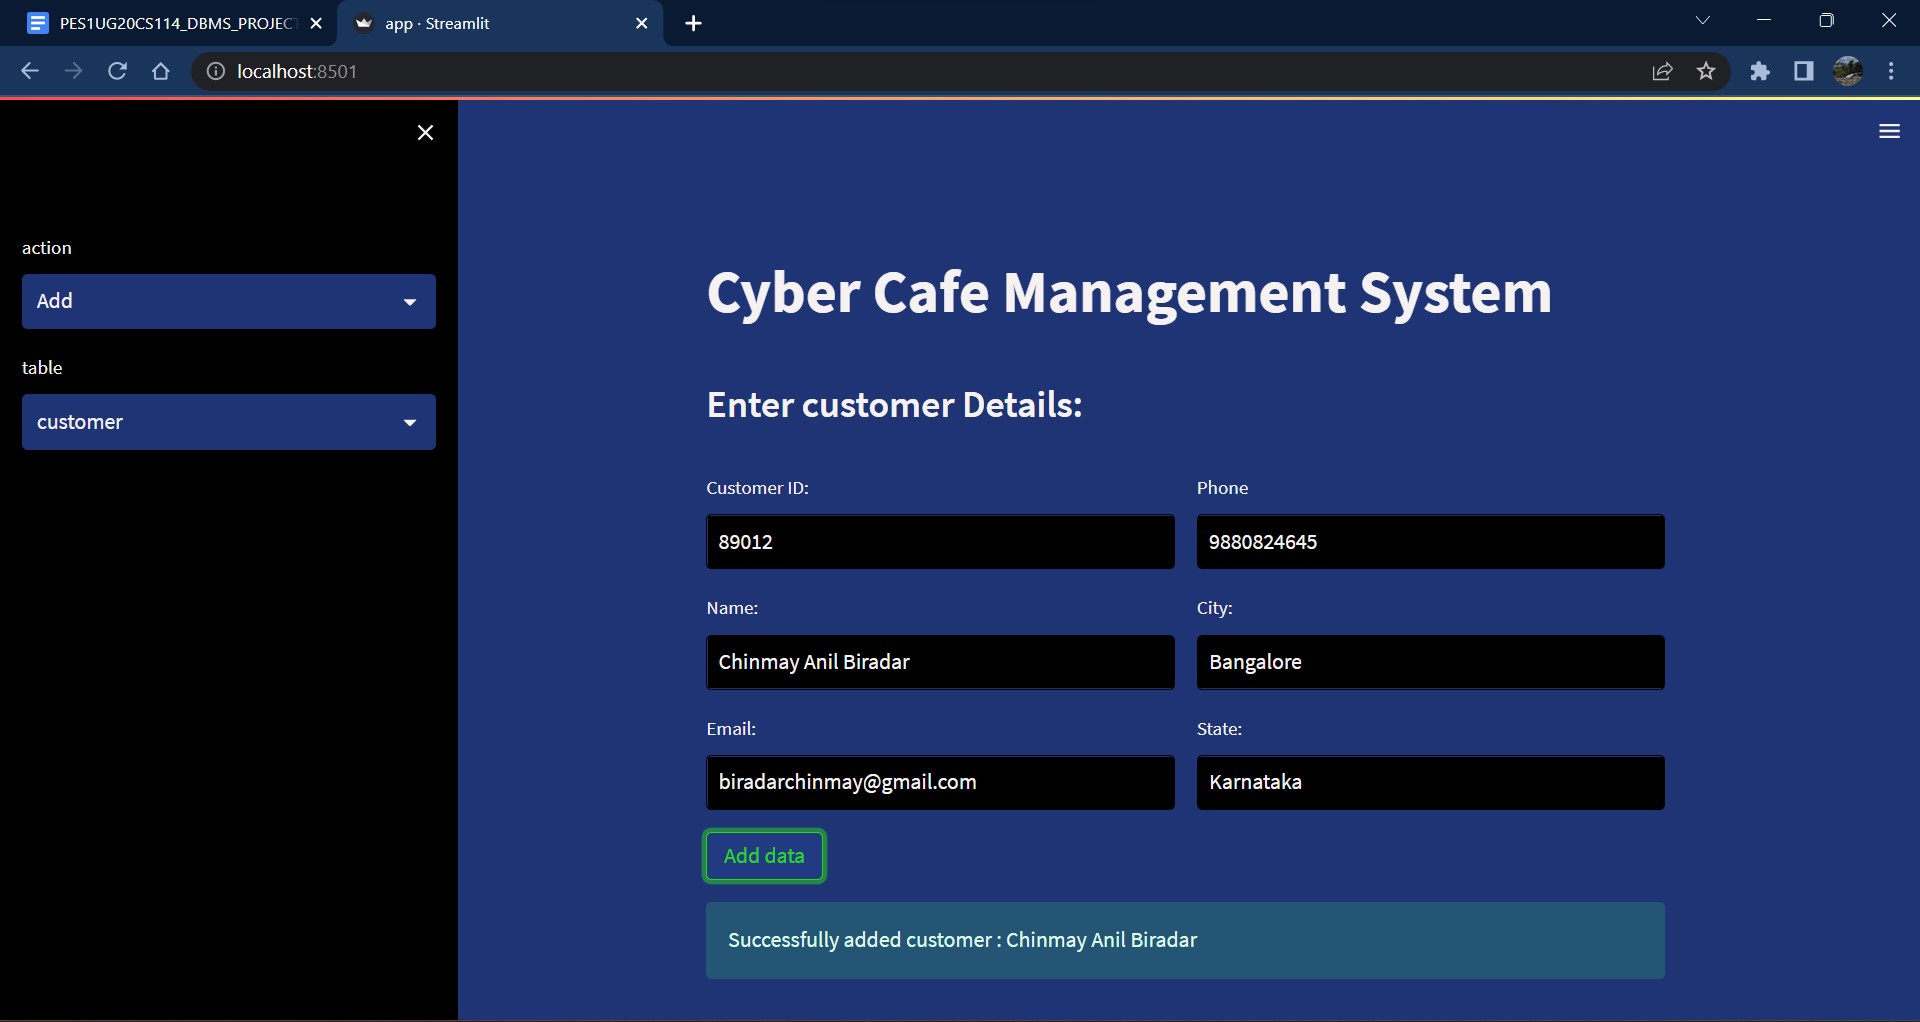 PES1UG20CS114_DBMS_PROJECT
app · Streamlit
localhost:8501
action
Add
table
customer
Cyber Cafe Management System
Enter customer Details:
Customer ID:
Phone
89012
9880824645
Name:
City:
Chinmay Anil Biradar
Bangalore
Email:
State:
biradarchinmay@gmail.com
Karnataka
Add data
Successfully added customer : Chinmay Anil Biradar